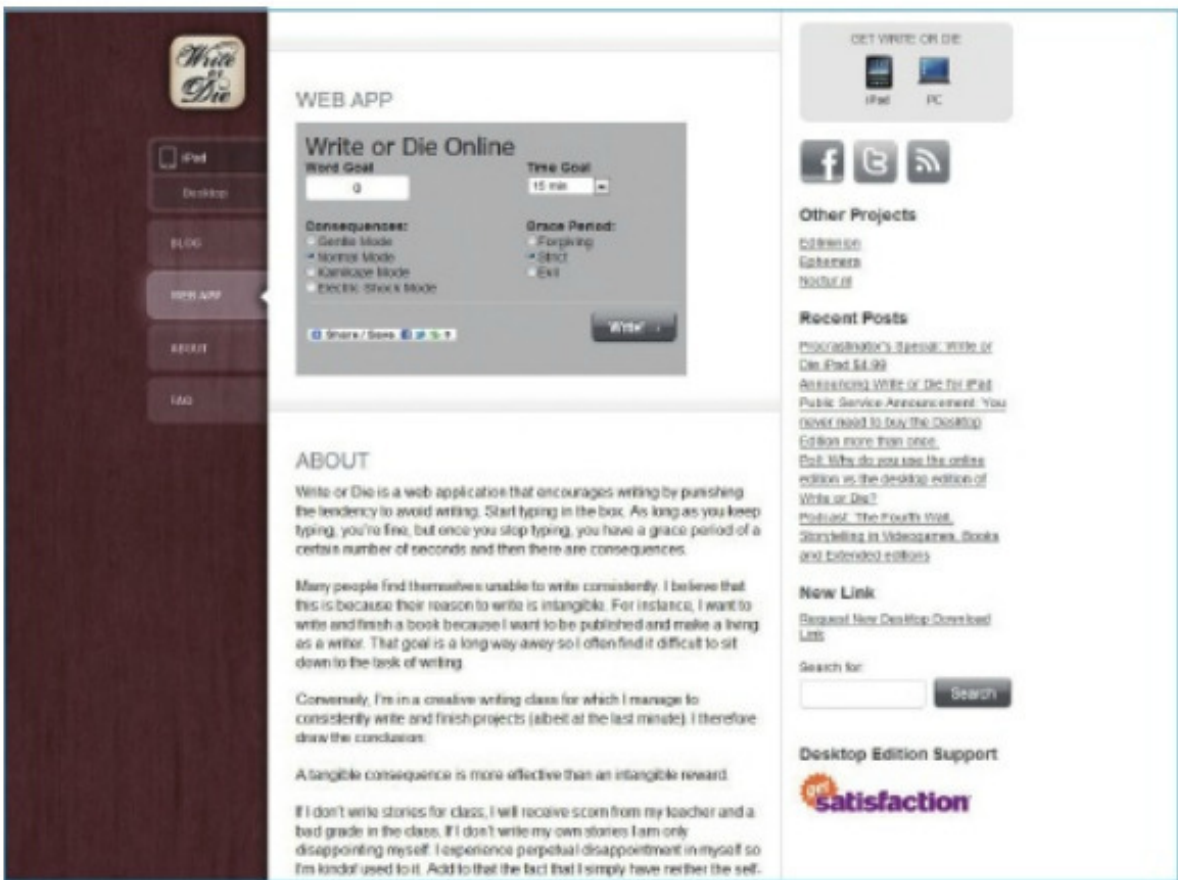 Write
or
Die
iPad
Desktop
BLOG
WEB APP
ABOUT
FAQ
WEB APP
Write or Die Online
Word Goal
0
Time Goal
15 min
Consequences:
Gentle Mode
Normal Mode
Kamikaze Mode
Electric Shock Mode
Grace Period:
Forgiving
Strict
Evil
Share / Save
Write!
ABOUT
Write or Die is a web application that encourages writing by punishing
the tendency to avoid writing. Start typing in the box. As long as you keep
typing, you're fine, but once you stop typing, you have a grace period of a
certain number of seconds and then there are consequences.
Many people find themselves unable to write consistently. I believe that
this is because their reason to write is intangible. For instance, I want to
write and finish a book because I want to be published and make a living
as a writer. That goal is a long way away so I often find it difficult to sit
down to the task of writing.
Conversely, I'm in a creative writing class for which I manage to
consistently write and finish projects (albeit at the last minute). I therefore
draw the conclusion:
A tangible consequence is more effective than an intangible reward.
If I don't write stories for class, I will receive scorn from my teacher and a
bad grade in the class. If I don't write my own stories I am only
disappointing myself. I experience perpetual disappointment in myself so
I'm kindof used to it. Add to that the fact that I simply have neither the self-
GET WRITE OR DIE
iPad
PC
Other Projects
Edminion
Ephemera
Nocturnl
Recent Posts
Procrastinator's Special: Write or
Die iPad $4.99
Announcing Write or Die for iPad
Public Service Announcement: You
never need to buy the Desktop
Edition more than once.
Poll: Why do you use the online
edition vs the desktop edition of
Write or Die?
Podcast: The Fourth Wall,
Storytelling in Videogames, Books
and Extended editions
New Link
Request New Desktop Download
Link
Search for:
Search
Desktop Edition Support
get
satisfaction